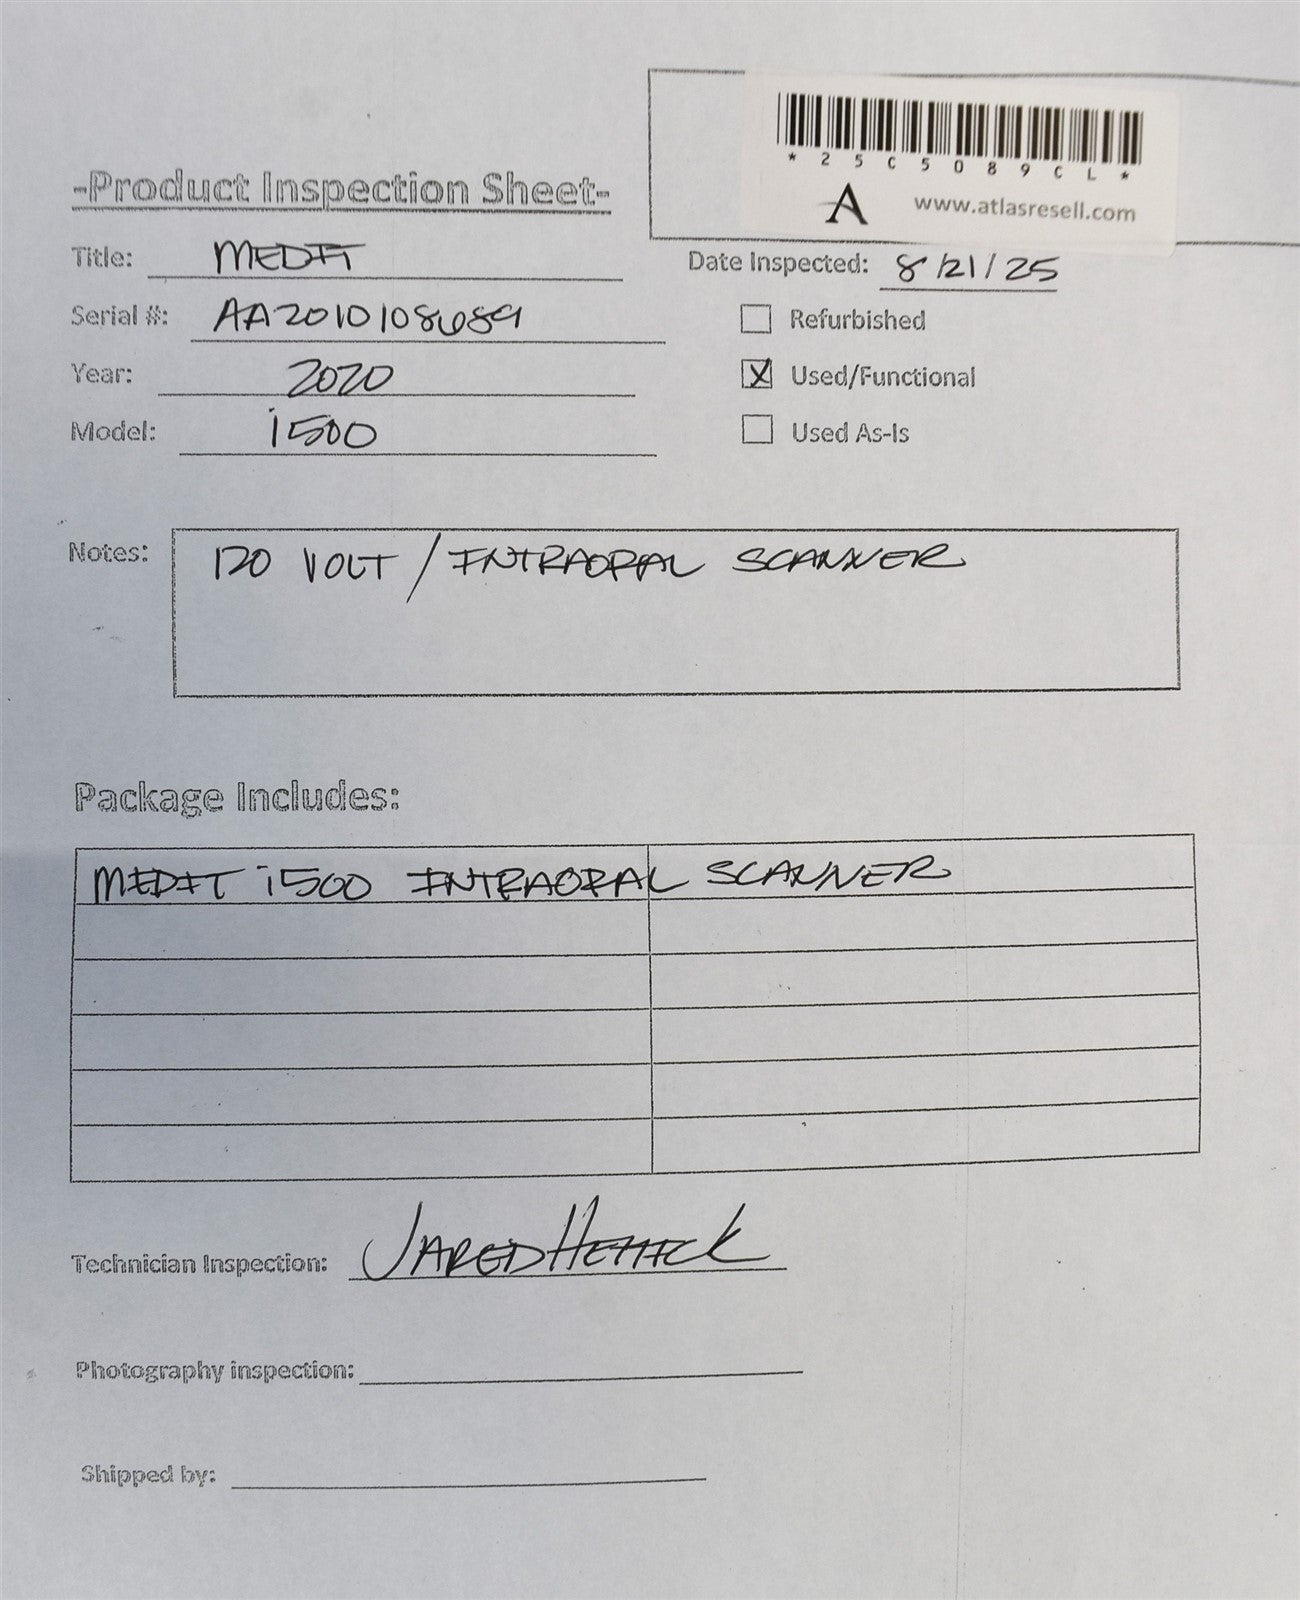 *25C5089CL*
A www.atlasresell.com
-Product Inspection Sheet-
Title: MEDIT
Date Inspected: 8/21/25
Serial #: AA2010108689
Refurbished
Year: 2020
X Used/Functional
Model: i500
Used As-Is
Notes: 120 VOLT / INTRAORAL SCANNER
Package Includes:
MEDIT i500 INTRAORAL SCANNER
Technician Inspection: JARED
Photography inspection:
Shipped by: